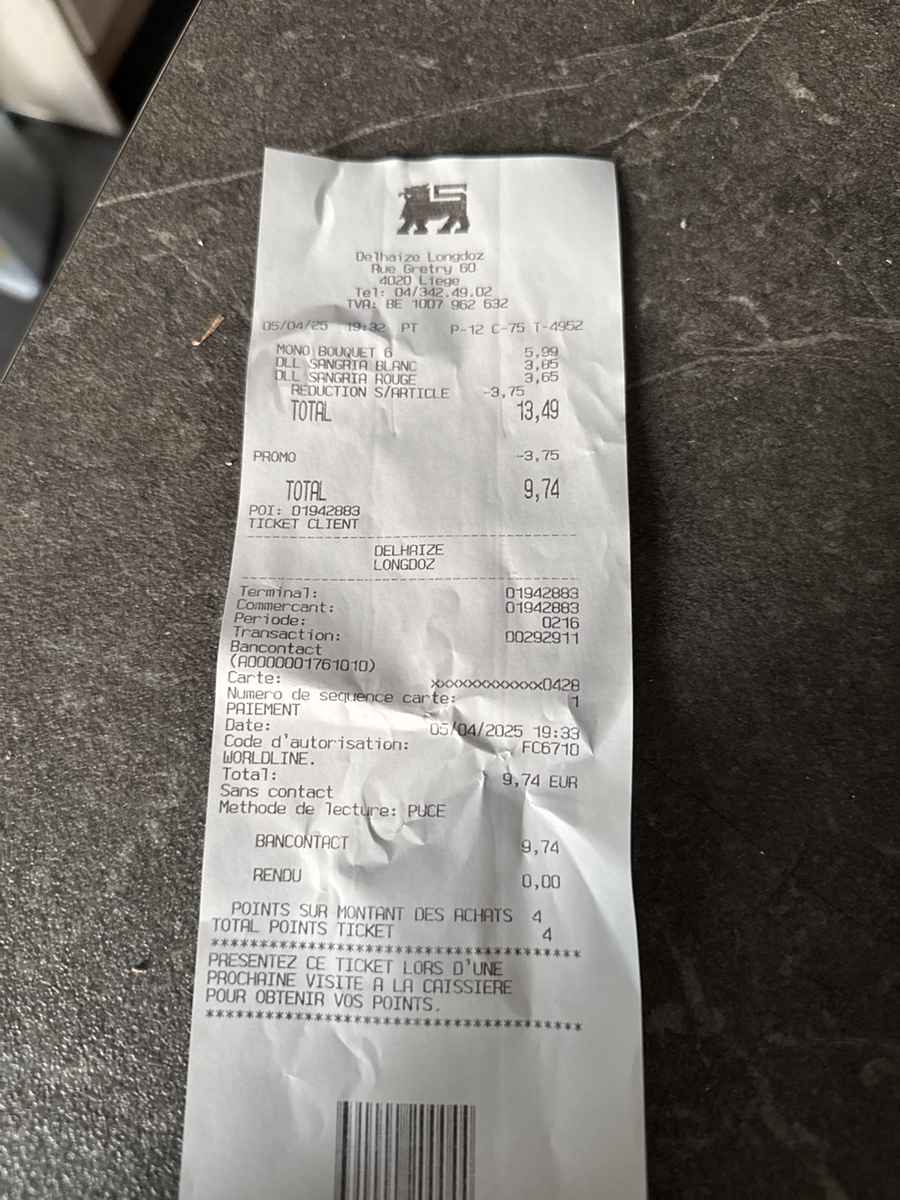 Delhaize Longdoz
Rue Gretry 60
4020 Liege
Tel: 04/342.49.02
TVA: BE 1007 962 632
05/04/25 19:32 PT P-12 C-75 T-4952
MONO BOUQUET 6 5,99
DLL SANGRIA BLANC 3,85
DLL SANGRIA ROUGE 3,65
REDUCTION S/ARTICLE -3,75
TOTAL 13,49
PROMO -3,75
TOTAL 9,74
POI: 01942883
TICKET CLIENT
DELHAIZE
LONGDOZ
Terminal: 01942883
Commercant: 01942883
Periode: 0216
Transaction: 00292911
Bancontact
(A0000001761010)
Carte: xxxxxxxxxxxxx0428
Numero de sequence carte: 1
PAIEMENT
Date: 05/04/2025 19:33
Code d'autorisation: FC6710
WORLDLINE.
Total: 9,74 EUR
Sans contact
Methode de lecture: PUCE
BANCONTACT 9,74
RENDU 0,00
POINTS SUR MONTANT DES ACHATS 4
TOTAL POINTS TICKET 4
****************************************
PRESENTEZ CE TICKET LORS D'UNE
PROCHAINE VISITE A LA CAISSIERE
POUR OBTENIR VOS POINTS.
****************************************